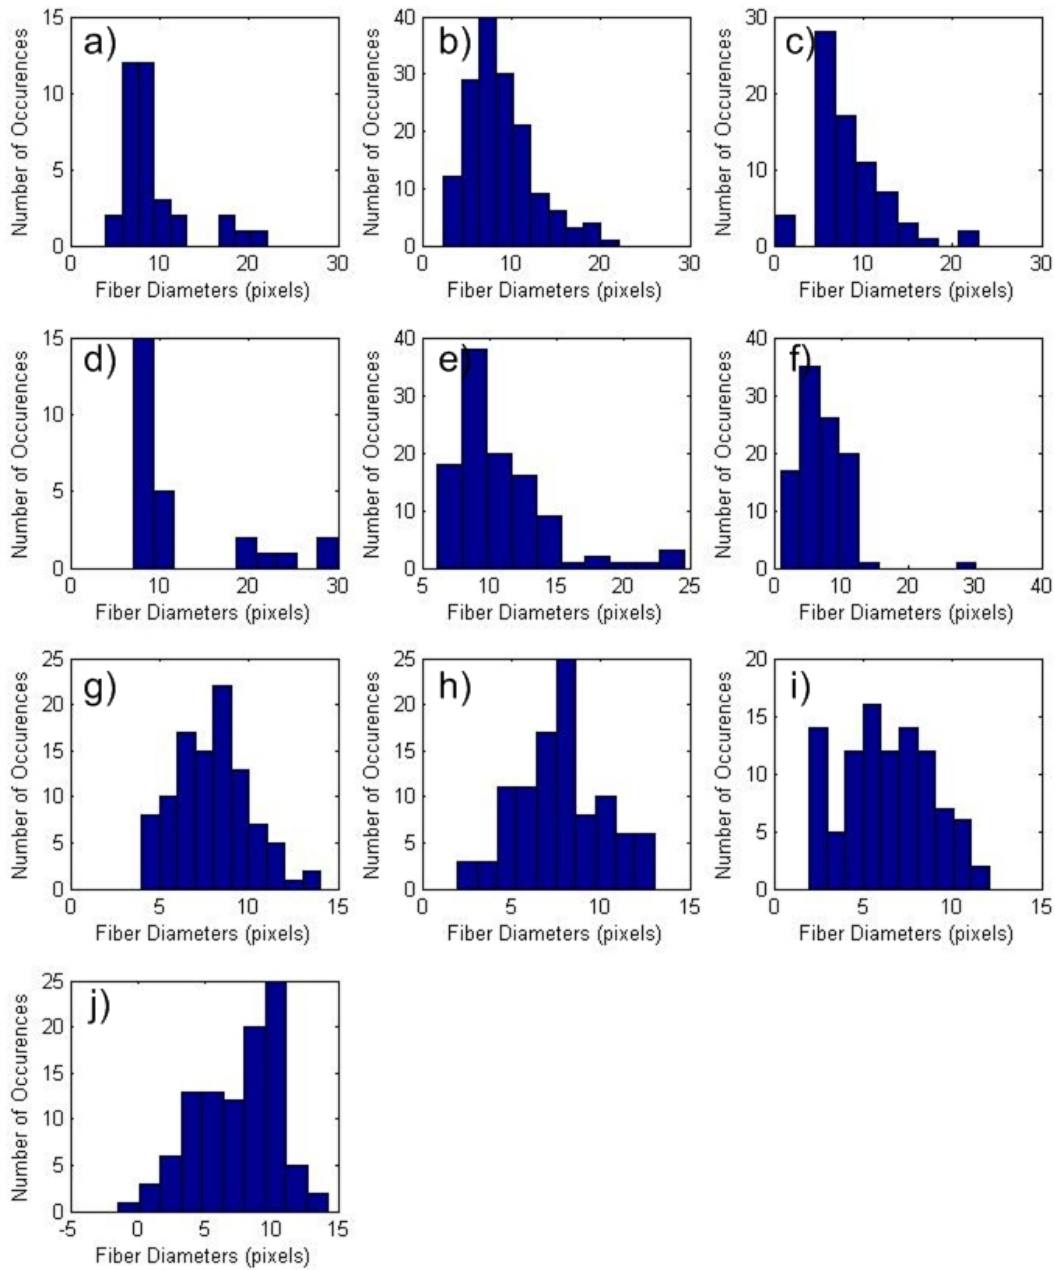 a)
15
10
5
0
Number of Occurences
0 10 20 30
Fiber Diameters (pixels)
b)
40
30
20
10
0
Number of Occurences
0 10 20 30
Fiber Diameters (pixels)
c)
30
20
10
0
Number of Occurences
0 10 20 30
Fiber Diameters (pixels)
d)
15
10
5
0
Number of Occurences
0 10 20 30
Fiber Diameters (pixels)
e)
40
30
20
10
0
Number of Occurences
5 10 15 20 25
Fiber Diameters (pixels)
f)
40
30
20
10
0
Number of Occurences
0 10 20 30 40
Fiber Diameters (pixels)
g)
25
20
15
10
5
0
Number of Occurences
0 5 10 15
Fiber Diameters (pixels)
h)
25
20
15
10
5
0
Number of Occurences
0 5 10 15
Fiber Diameters (pixels)
i)
20
15
10
5
0
Number of Occurences
0 5 10 15
Fiber Diameters (pixels)
j)
25
20
15
10
5
0
Number of Occurences
-5 0 5 10 15
Fiber Diameters (pixels)